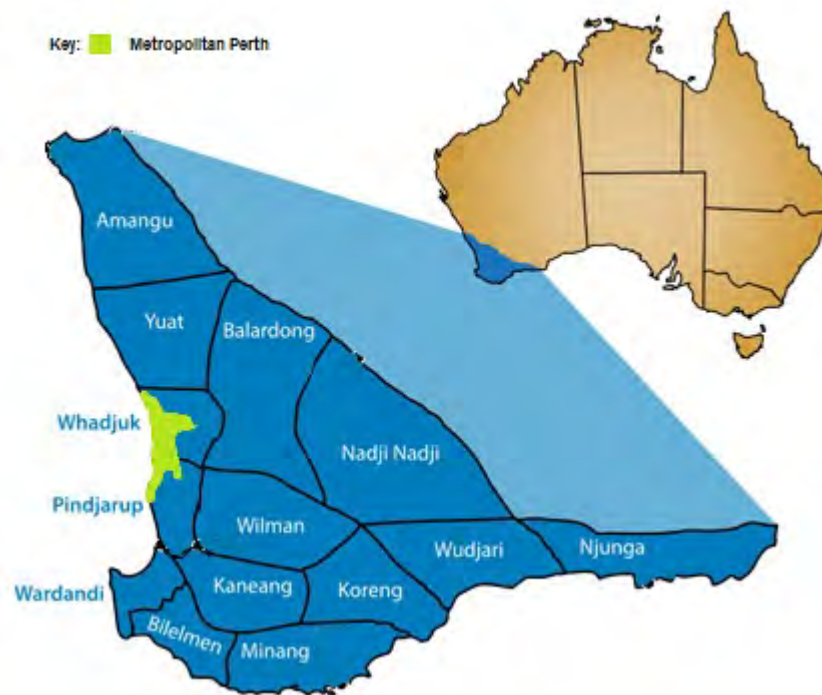 Key: Metropolitan Perth
Amangu
Yuat
Balardong
Whadjuk
Nadji Nadji
Pindjarup
Wilman
Wudjari
Njunga
Wardandi
Kaneang
Koreng
Bilelmen
Minang